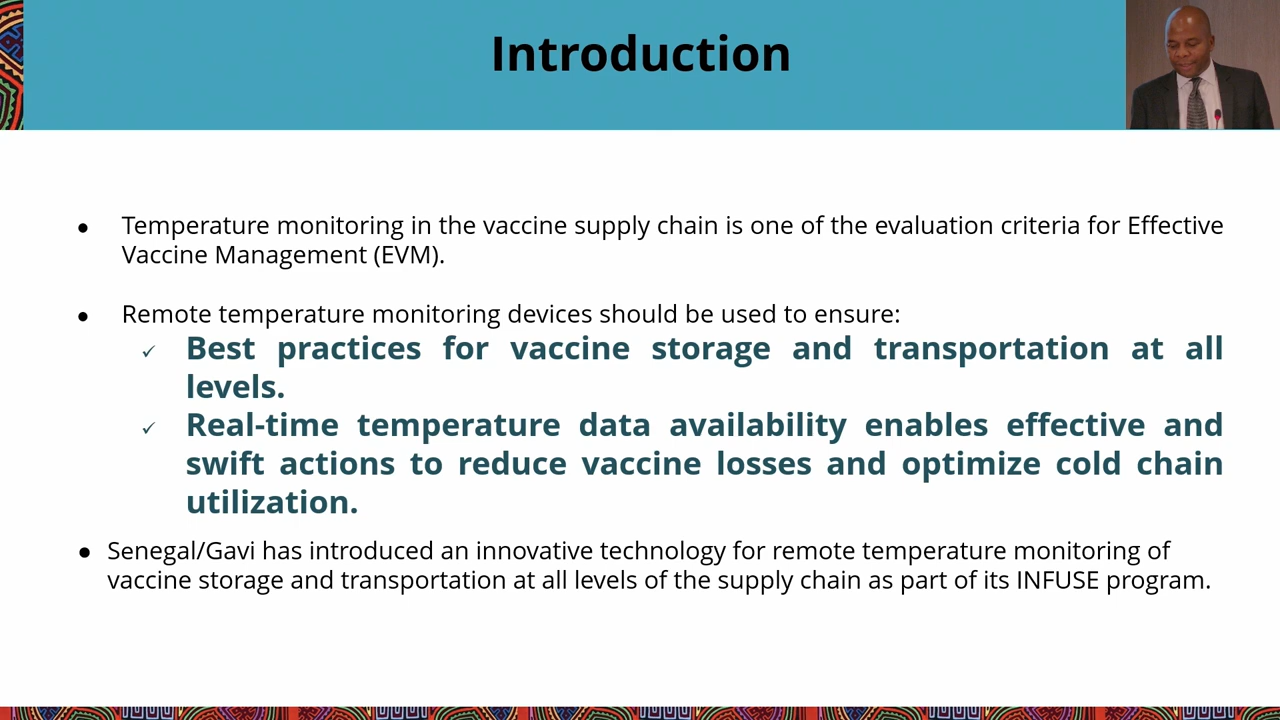 Introduction
● Temperature monitoring in the vaccine supply chain is one of the evaluation criteria for Effective
Vaccine Management (EVM).
● Remote temperature monitoring devices should be used to ensure:
✓ Best practices for vaccine storage and transportation at all
levels.
✓ Real-time temperature data availability enables effective and
swift actions to reduce vaccine losses and optimize cold chain
utilization.
● Senegal/Gavi has introduced an innovative technology for remote temperature monitoring of
vaccine storage and transportation at all levels of the supply chain as part of its INFUSE program.